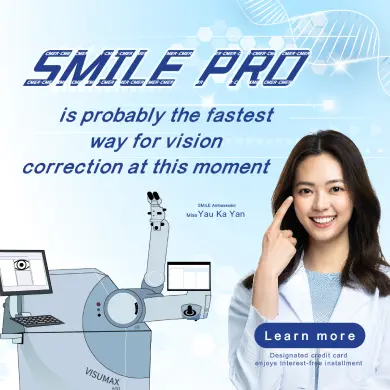 SMILE PRO
is probably the fastest
way for vision
correction at this moment
SMILE Ambassador
Miss Yau Ka Yan
VISUMAX
Learn more
Designated credit card
enjoys Interest-free installment